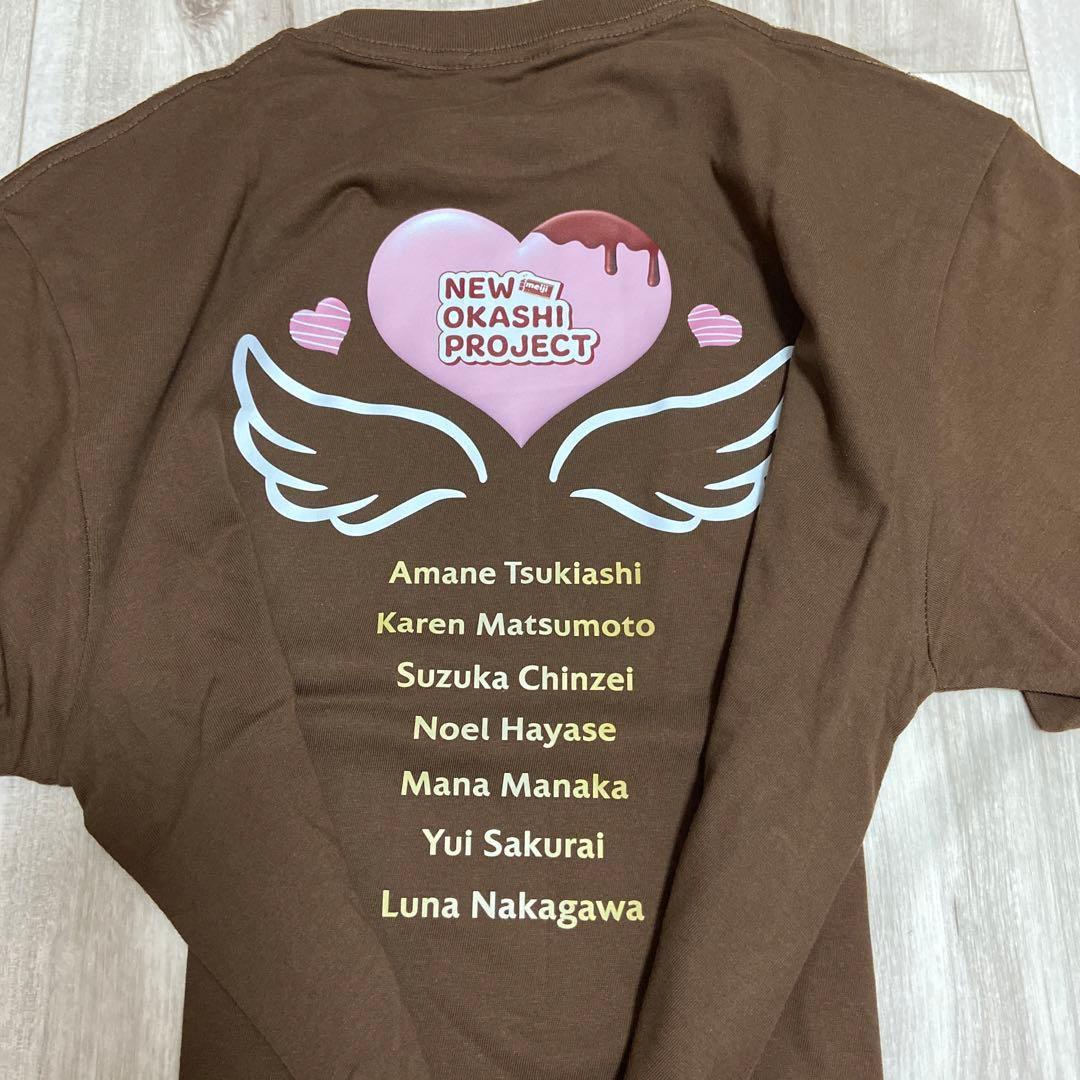 NEW meiji
OKASHI
PROJECT
Amane Tsukiashi
Karen Matsumoto
Suzuka Chinzei
Noel Hayase
Mana Manaka
Yui Sakurai
Luna Nakagawa